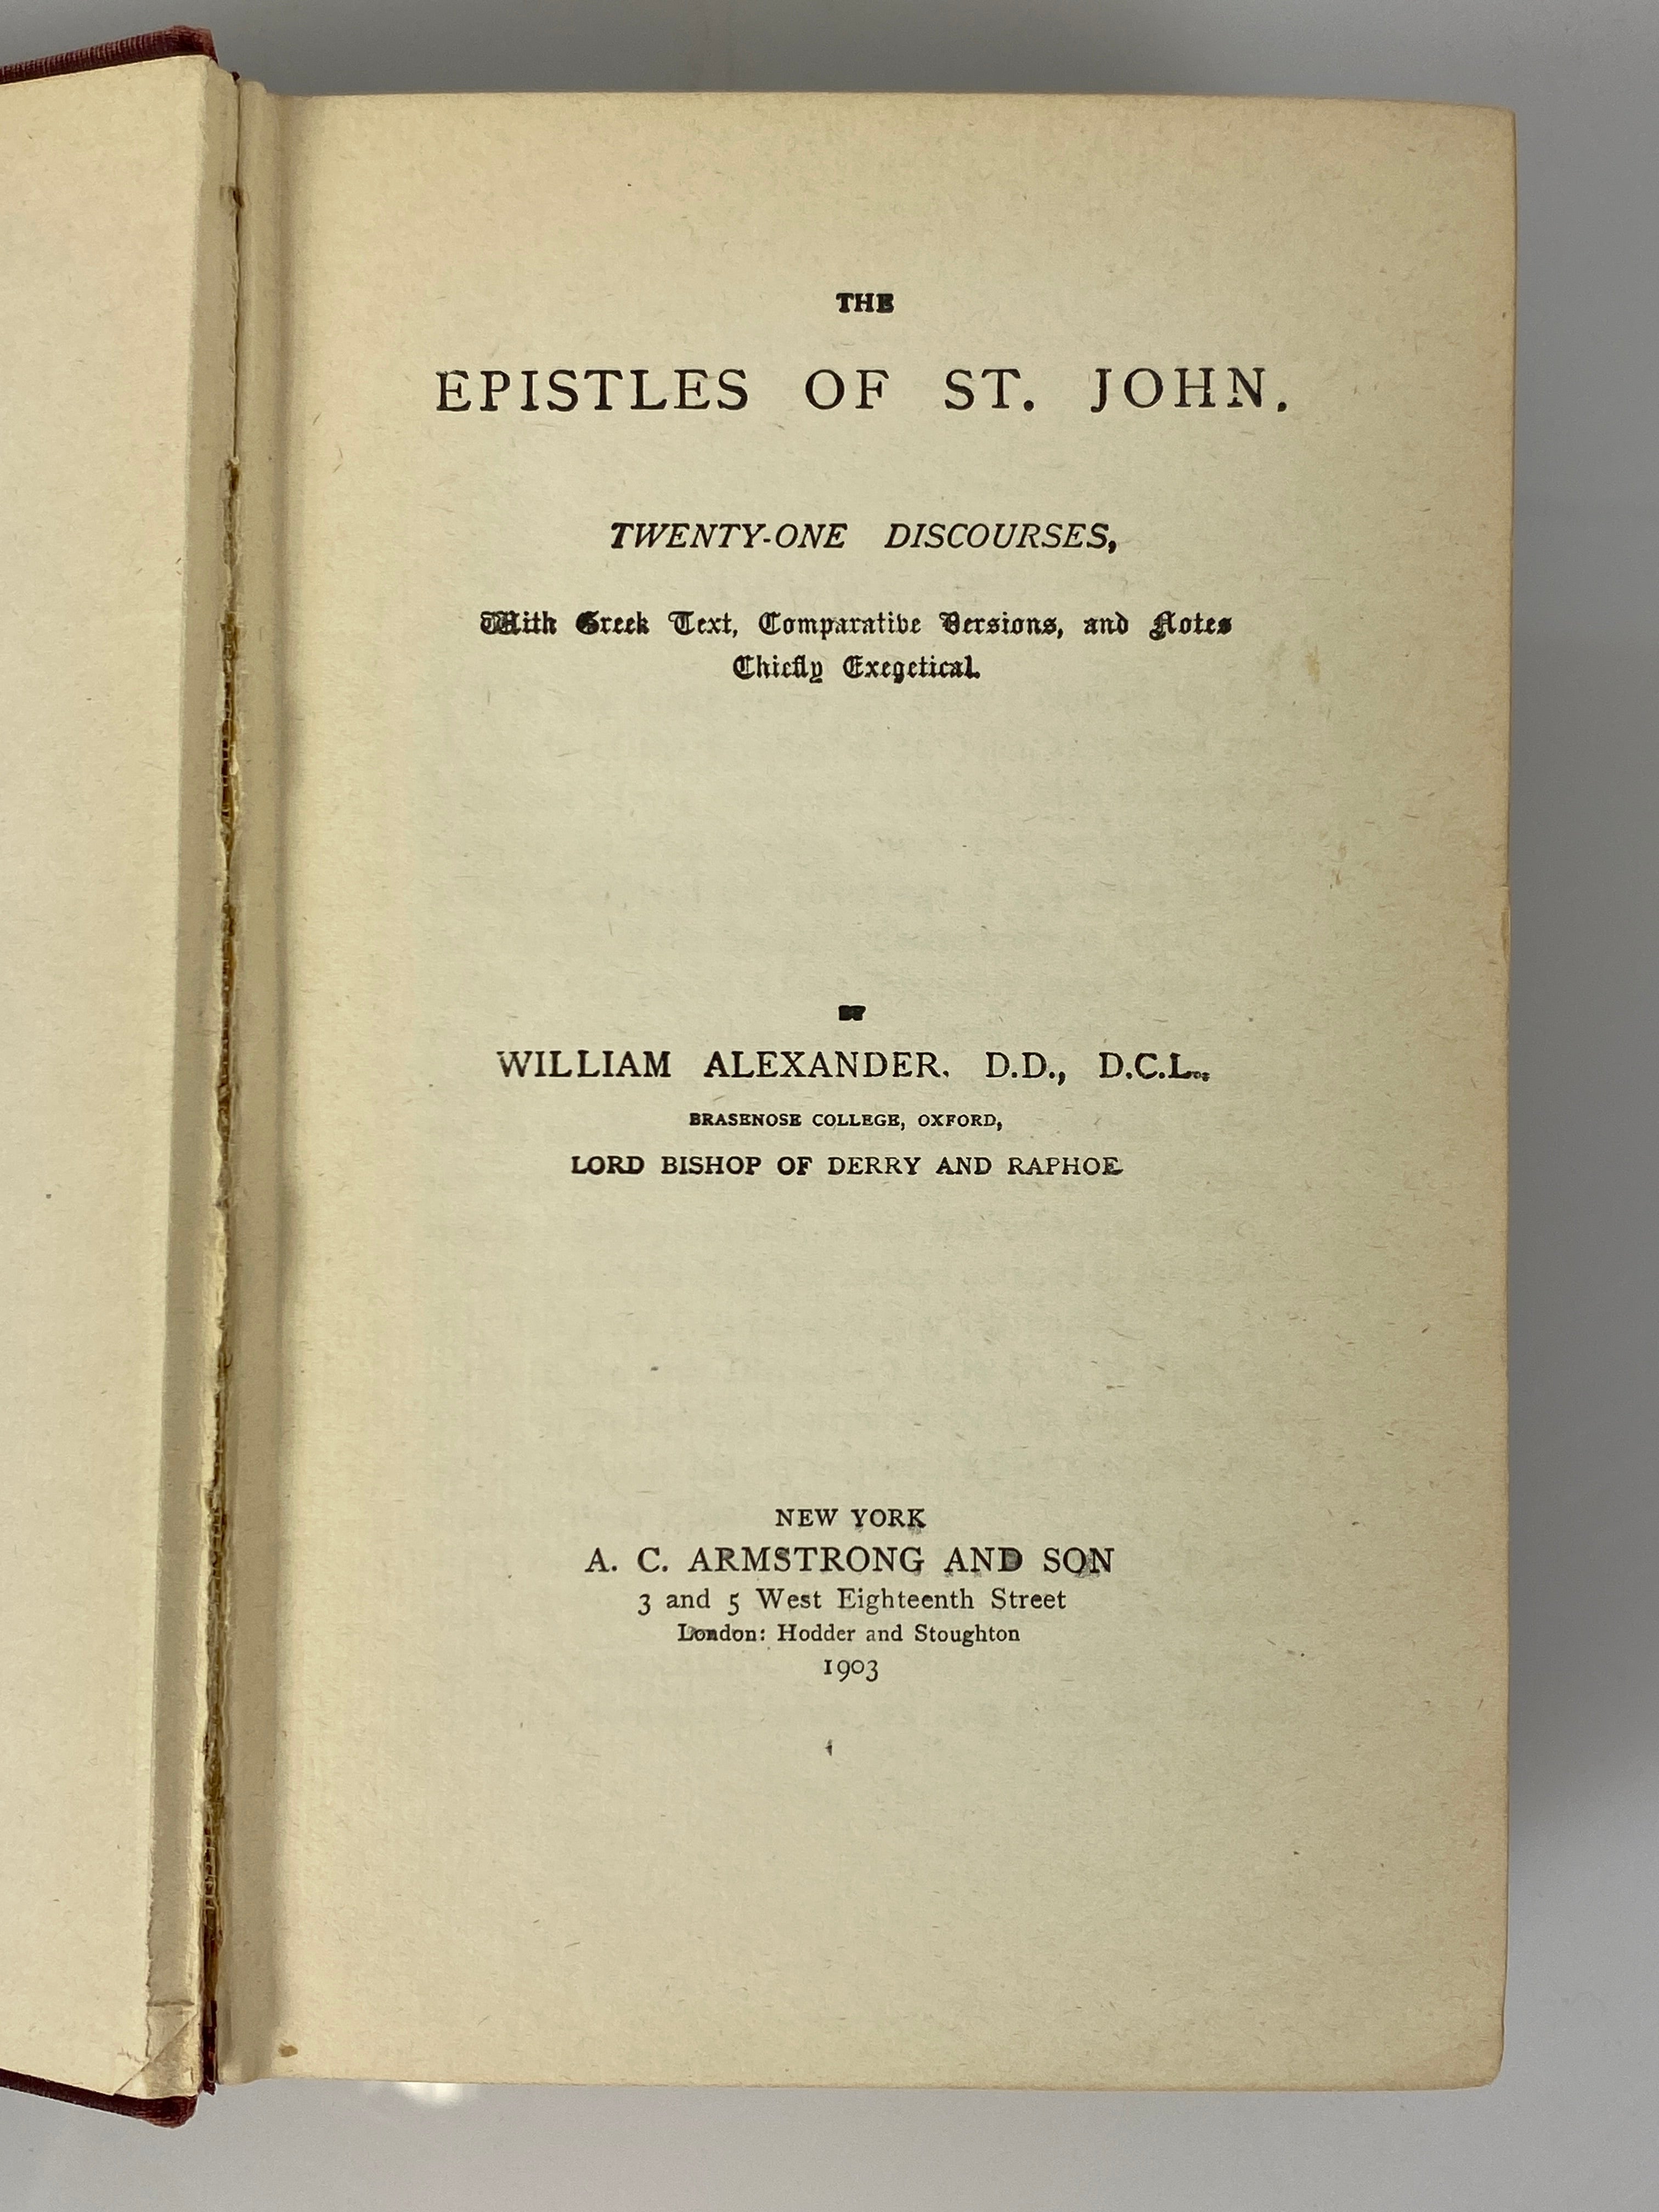 THE
EPISTLES OF ST. JOHN.
TWENTY-ONE DISCOURSES,
With Greek Text, Comparative Versions, and Notes
Chiefly Exegetical.
BY
WILLIAM ALEXANDER. D.D., D.C.L.,
BRASENOSE COLLEGE, OXFORD,
LORD BISHOP OF DERRY AND RAPHOE
NEW YORK
A. C. ARMSTRONG AND SON
3 and 5 West Eighteenth Street
London: Hodder and Stoughton
1903